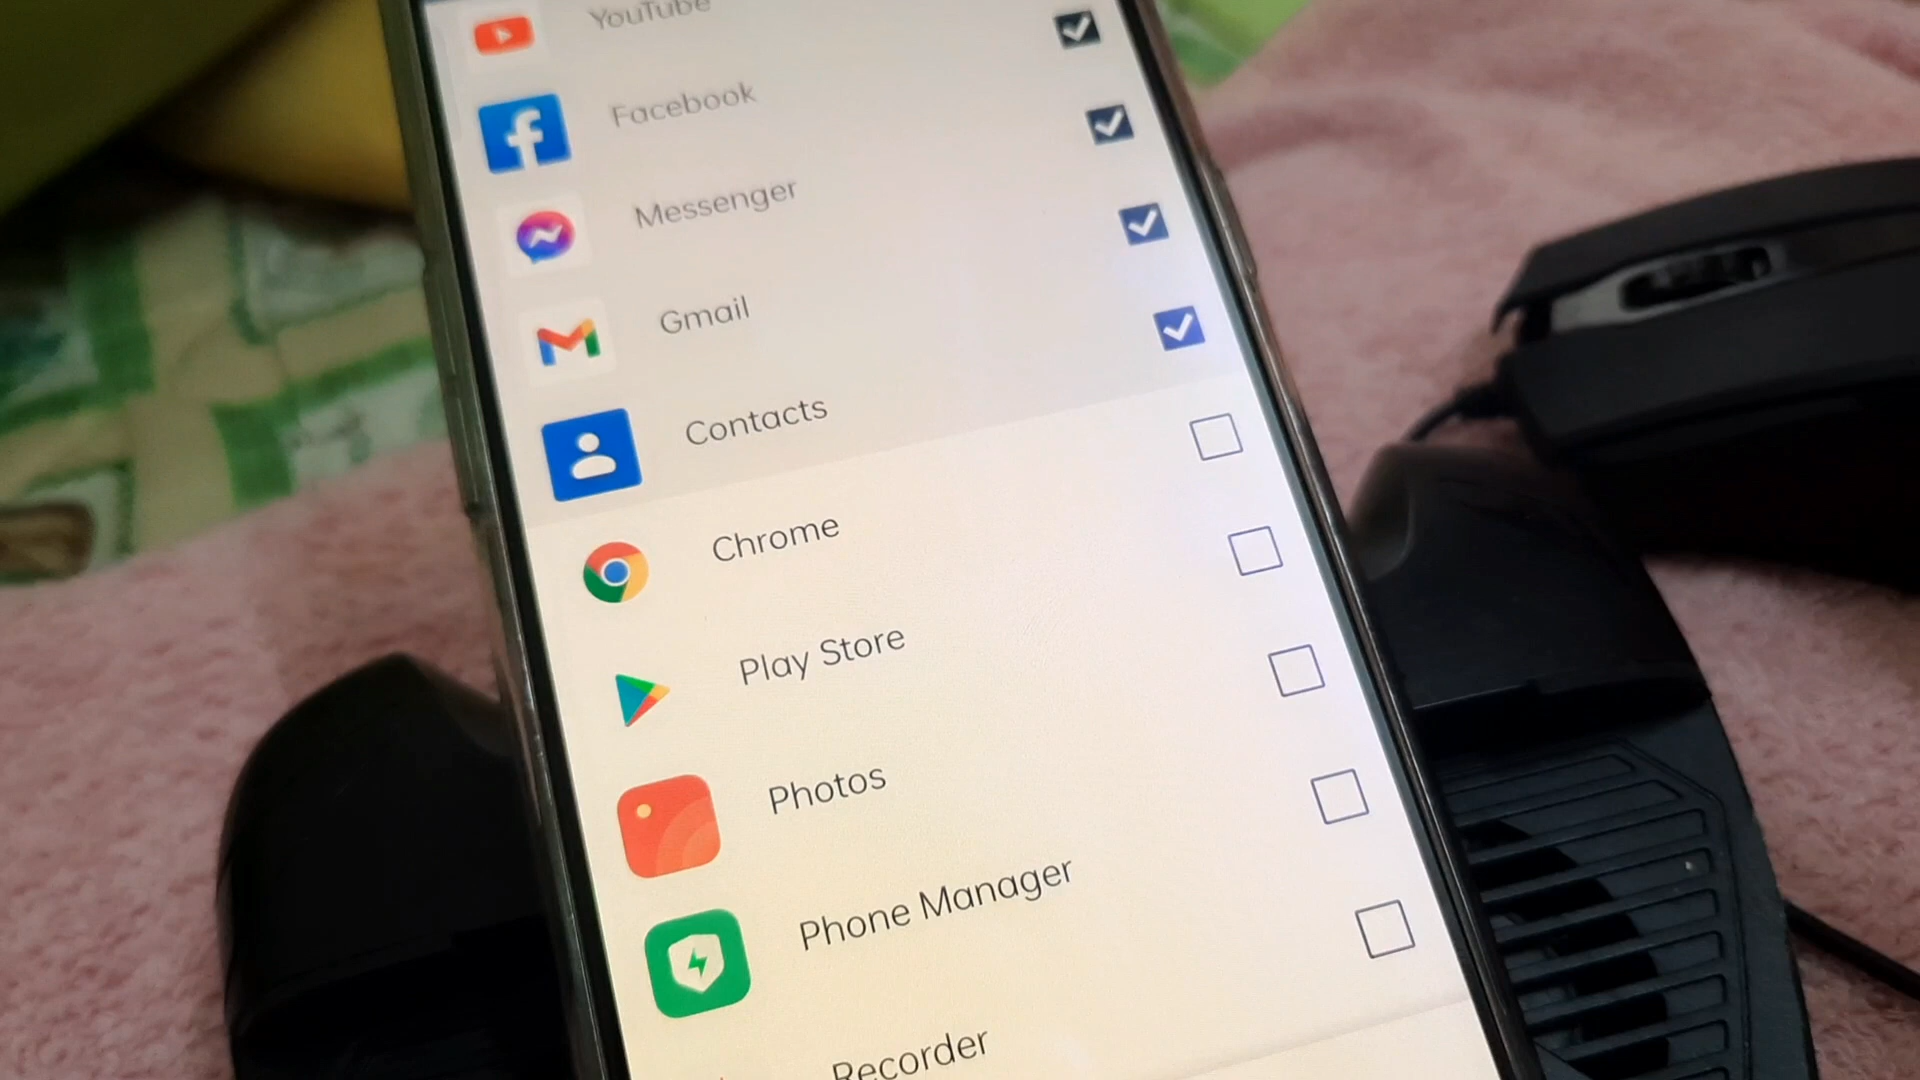 YouTube
Facebook
Messenger
Gmail
Contacts
Chrome
Play Store
Photos
Phone Manager
Recorder